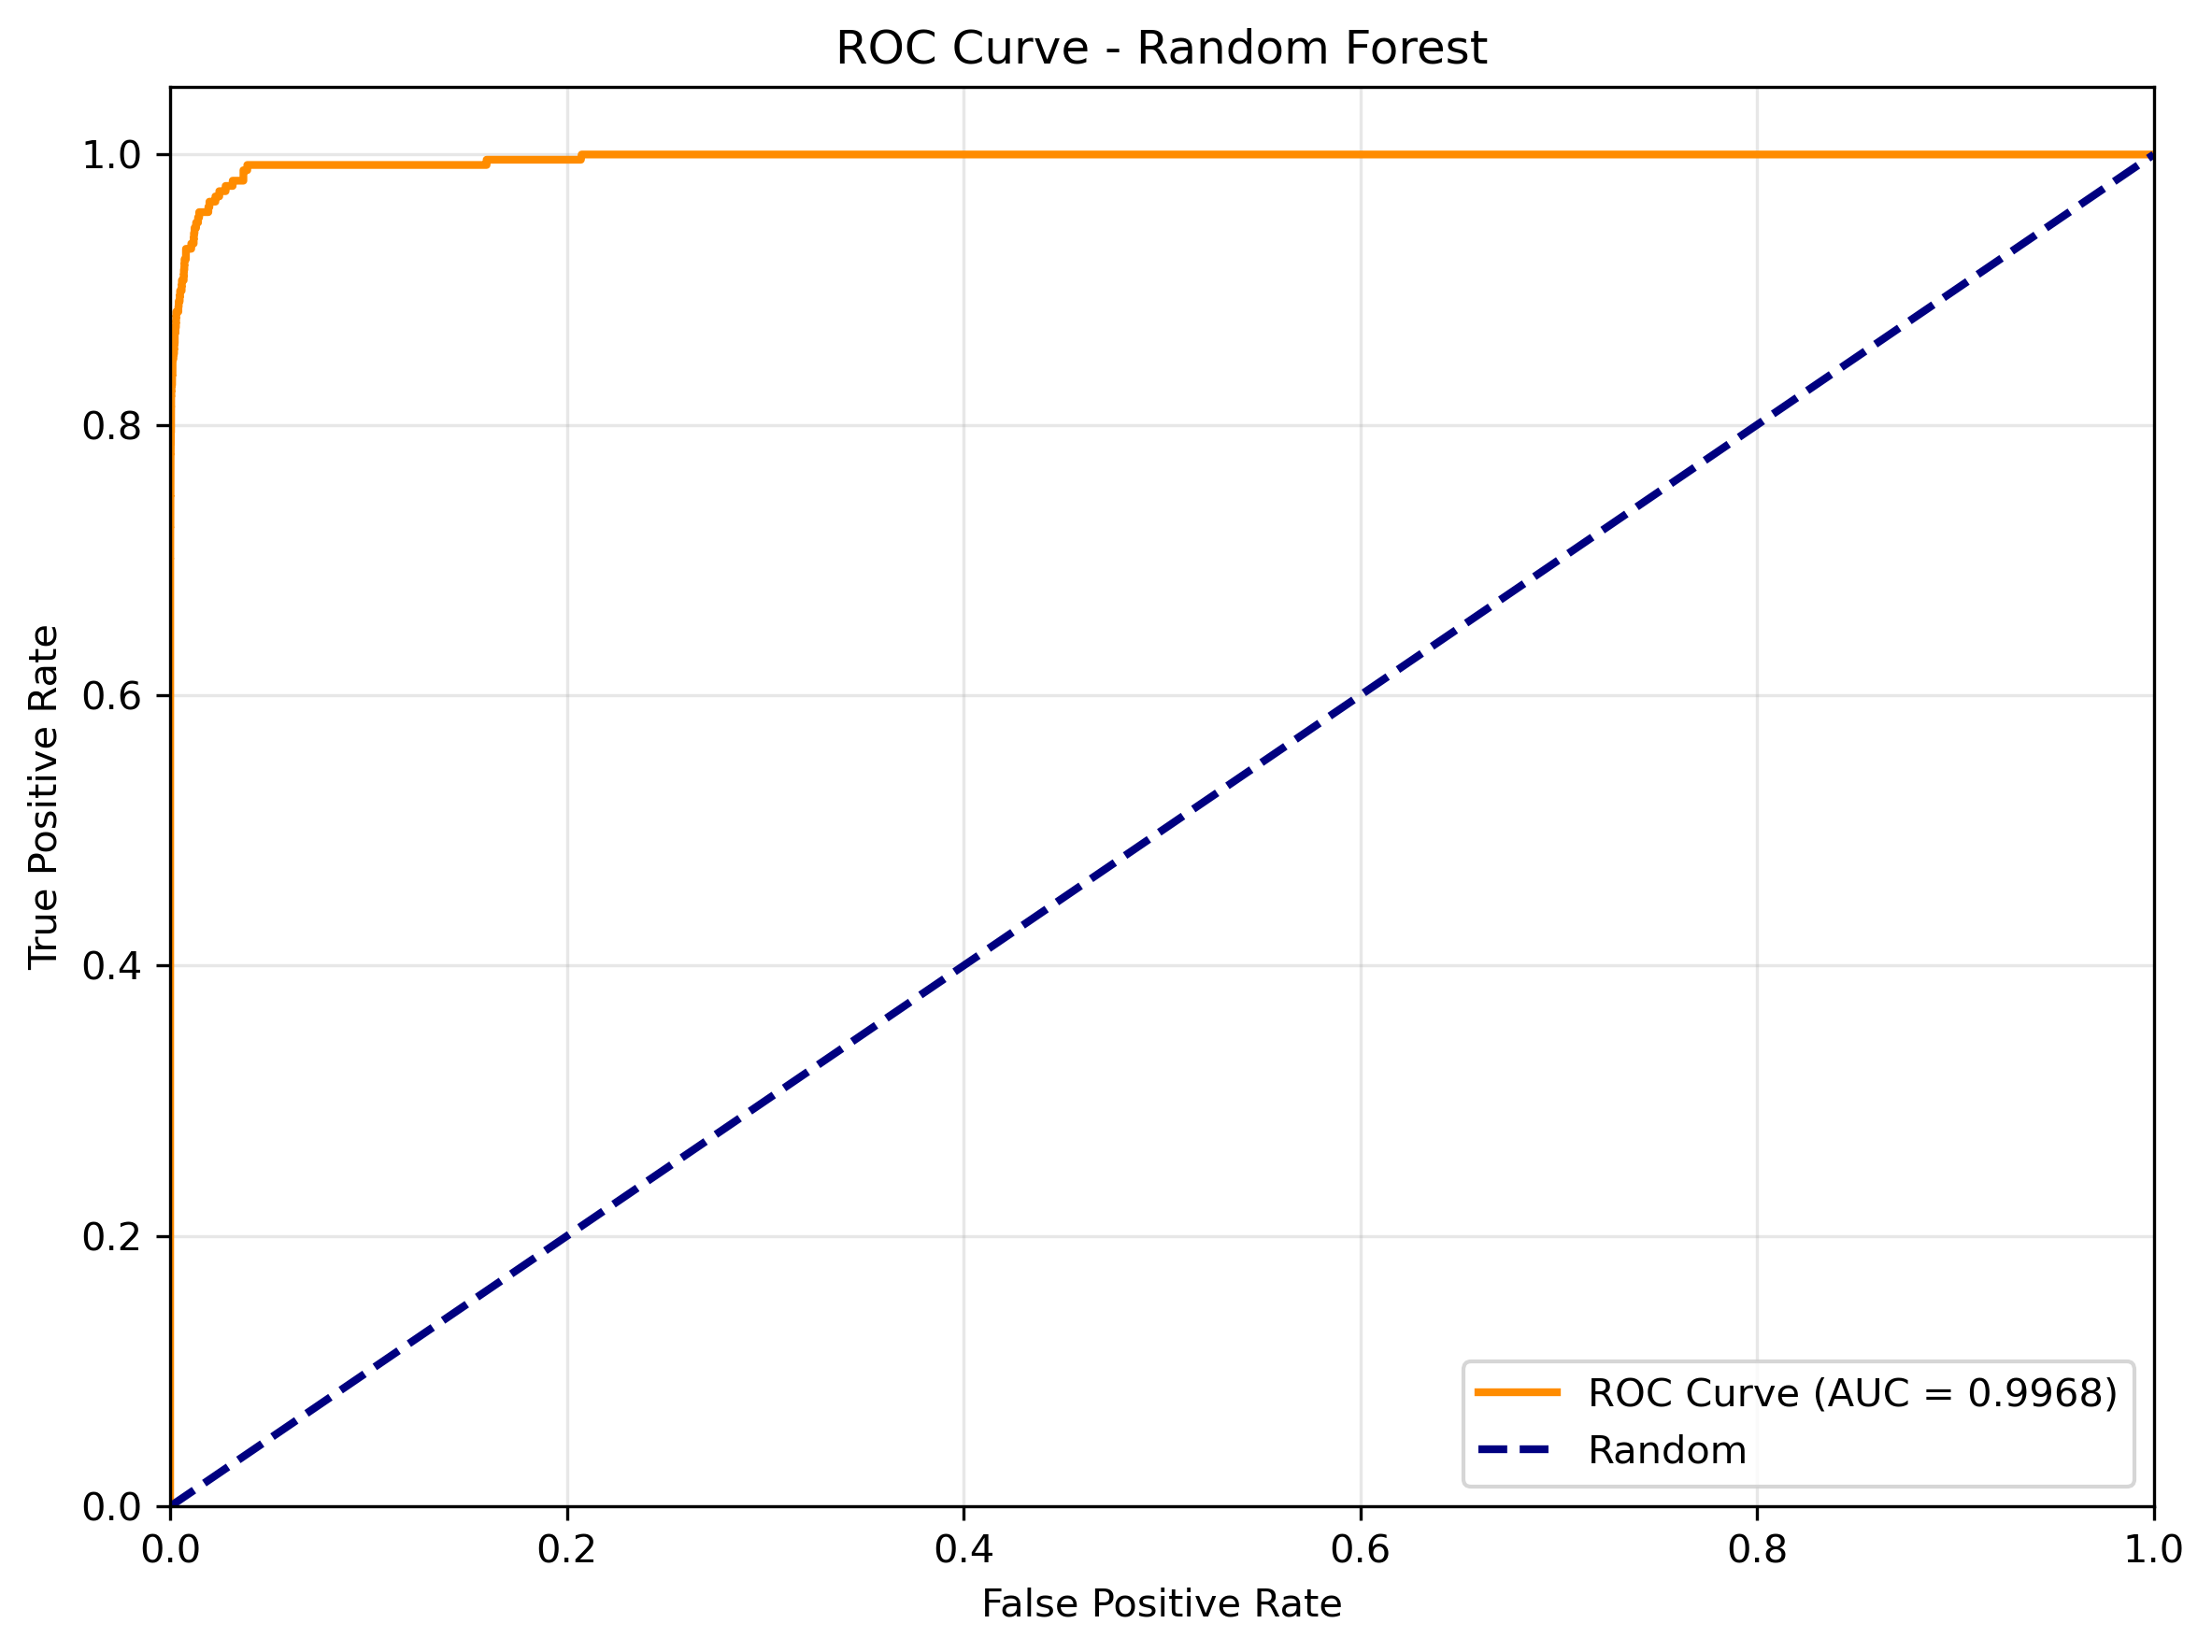 ROC Curve - Random Forest
True Positive Rate
1.0
0.8
0.6
0.4
0.2
0.0
0.0 0.2 0.4 0.6 0.8 1.0
False Positive Rate
ROC Curve (AUC = 0.9968)
Random